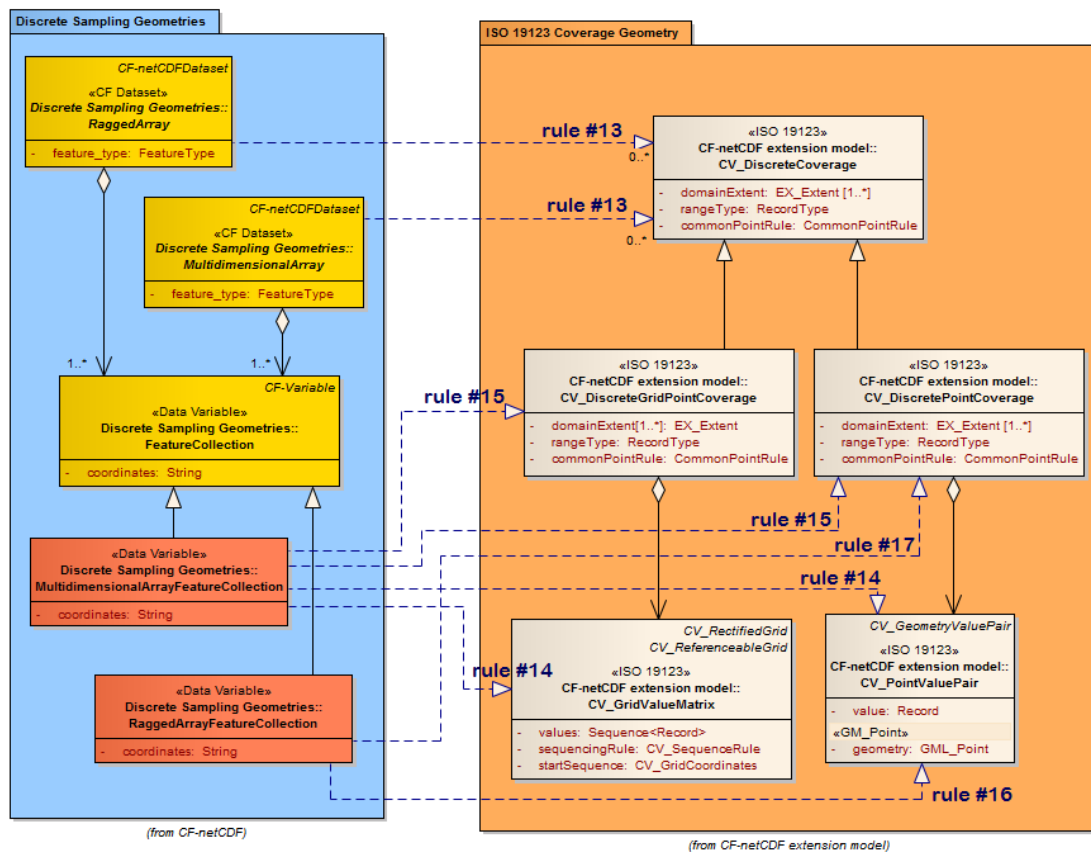 Discrete Sampling Geometries
CF-netCDFDataset
«CF Dataset»
Discrete Sampling Geometries::
RaggedArray
- feature_type: FeatureType
CF-netCDFDataset
«CF Dataset»
Discrete Sampling Geometries::
MultidimensionalArray
- feature_type: FeatureType
1..*
1..*
CF-Variable
«Data Variable»
Discrete Sampling Geometries::
FeatureCollection
- coordinates: String
«Data Variable»
Discrete Sampling Geometries::
MultidimensionalArrayFeatureCollection
- coordinates: String
«Data Variable»
Discrete Sampling Geometries::
RaggedArrayFeatureCollection
- coordinates: String
(from CF-netCDF)
rule #13
0..*
rule #13
0..*
rule #15
rule #15
rule #17
rule #14
rule #14
rule #16
ISO 19123 Coverage Geometry
«ISO 19123»
CF-netCDF extension model::
CV_DiscreteCoverage
- domainExtent: EX_Extent [1..*]
- rangeType: RecordType
- commonPointRule: CommonPointRule
«ISO 19123»
CF-netCDF extension model::
CV_DiscreteGridPointCoverage
- domainExtent[1..*]: EX_Extent
- rangeType: RecordType
- commonPointRule: CommonPointRule
«ISO 19123»
CF-netCDF extension model::
CV_DiscretePointCoverage
- domainExtent: EX_Extent [1..*]
- rangeType: RecordType
- commonPointRule: CommonPointRule
CV_RectifiedGrid
CV_ReferenceableGrid
«ISO 19123»
CF-netCDF extension model::
CV_GridValueMatrix
- values: Sequence<Record>
- sequencingRule: CV_SequenceRule
- startSequence: CV_GridCoordinates
CV_GeometryValuePair
«ISO 19123»
CF-netCDF extension model::
CV_PointValuePair
- value: Record
«GM_Point»
- geometry: GML_Point
(from CF-netCDF extension model)